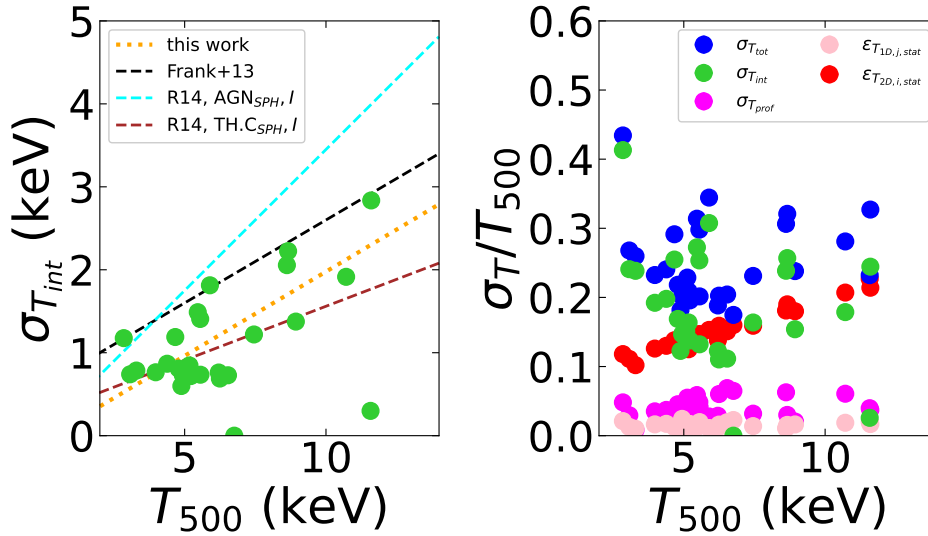 5
4
3
2
1
0
5
10
σ_{T_{int}} (keV)
T_{500} (keV)
this work
Frank+13
R14, AGN_{SPH}, I
R14, TH.C_{SPH}, I
0.6
0.5
0.4
0.3
0.2
0.1
0.0
5
10
σ_T/T_{500}
T_{500} (keV)
σ_{T_{tot}}
σ_{T_{int}}
σ_{T_{prof}}
ε_{T_{1D,j,stat}}
ε_{T_{2D,i,stat}}